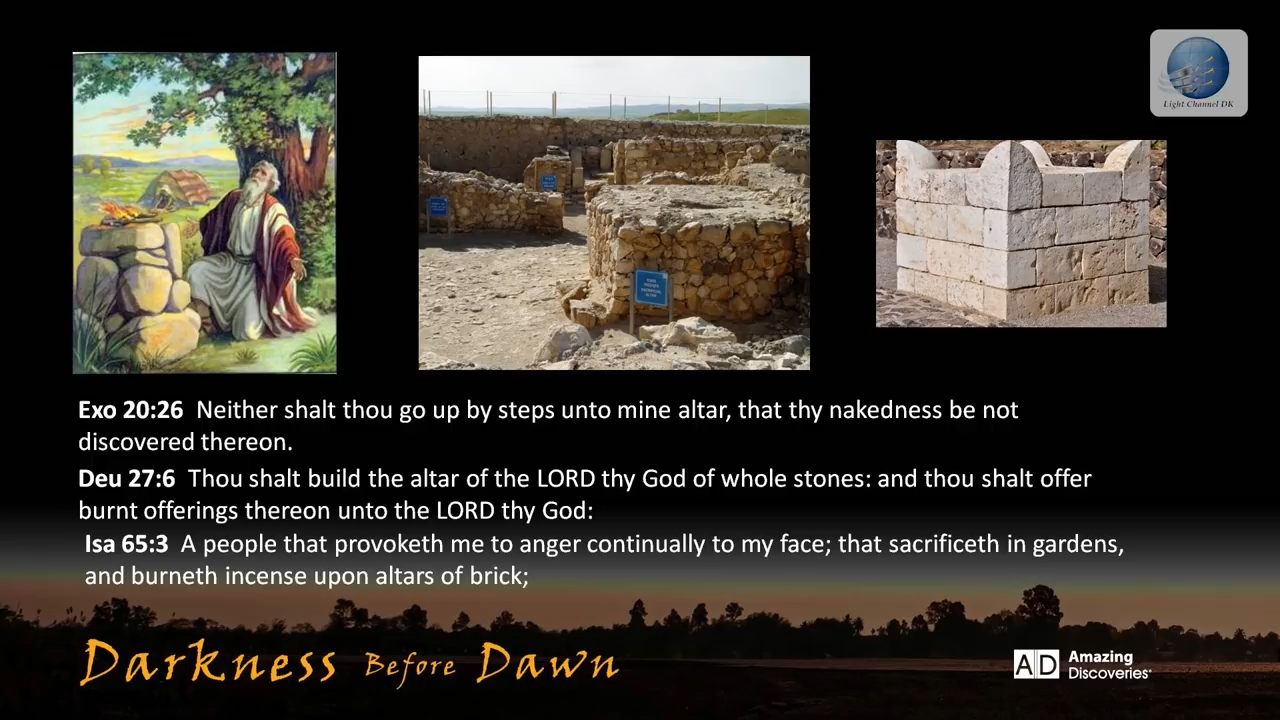 Light Channel DK
Exo 20:26 Neither shalt thou go up by steps unto mine altar, that thy nakedness be not
discovered thereon.
Deu 27:6 Thou shalt build the altar of the LORD thy God of whole stones: and thou shalt offer
burnt offerings thereon unto the LORD thy God:
Isa 65:3 A people that provoketh me to anger continually to my face; that sacrificeth in gardens,
and burneth incense upon altars of brick;
Darkness Before Dawn
AD Amazing
Discoveries